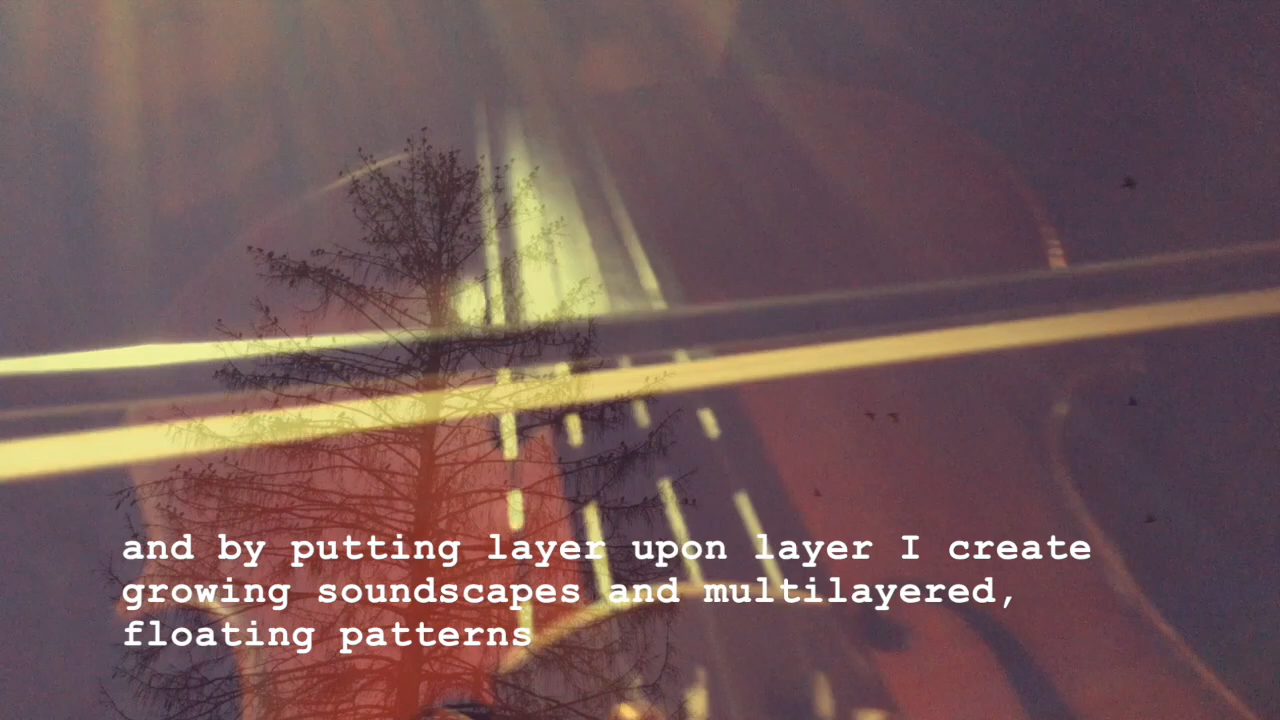 and by putting layer upon layer I create
growing soundscapes and multilayered,
floating patterns